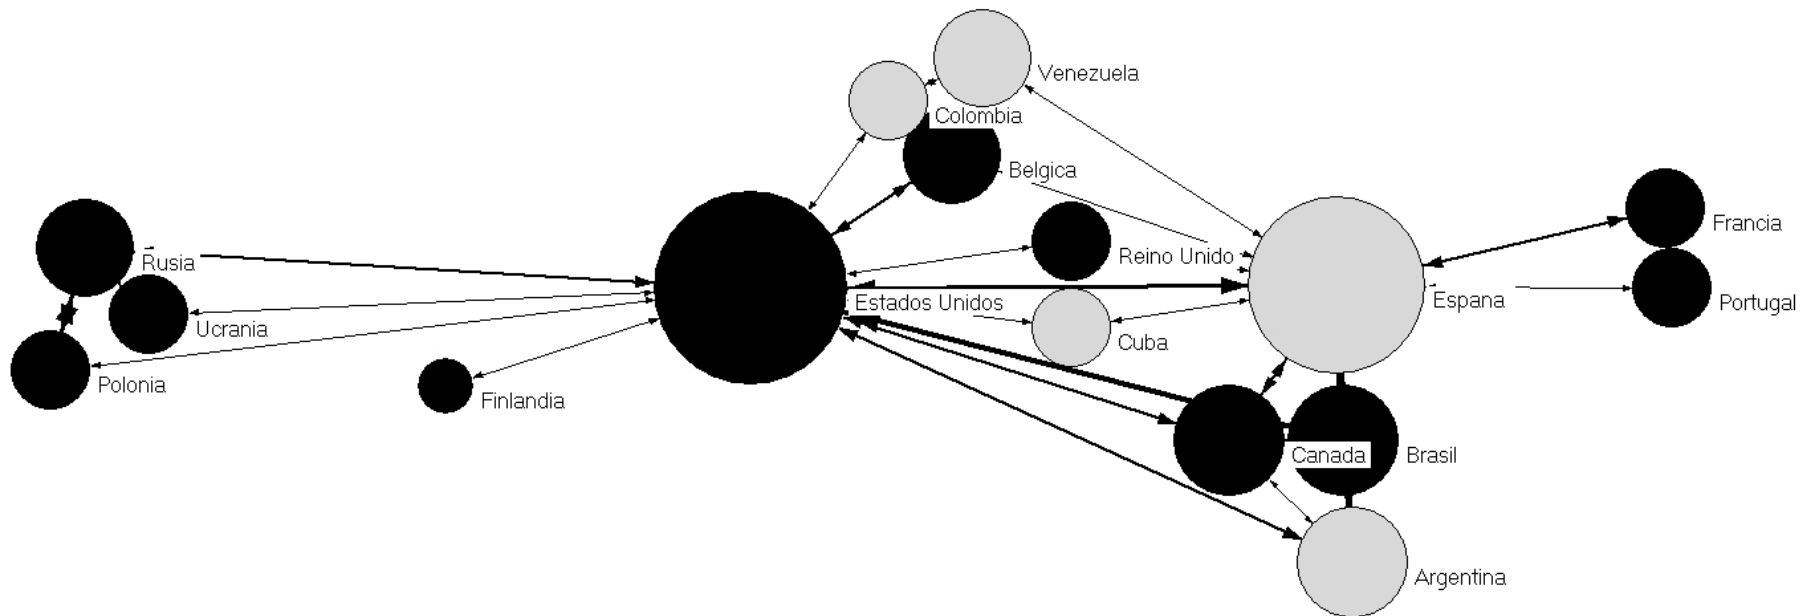 Venezuela
Colombia
Belgica
Francia
Reino Unido
Rusia
Estados Unidos
Espana
Portugal
Ucrania
Cuba
Polonia
Finlandia
Canada
Brasil
Argentina